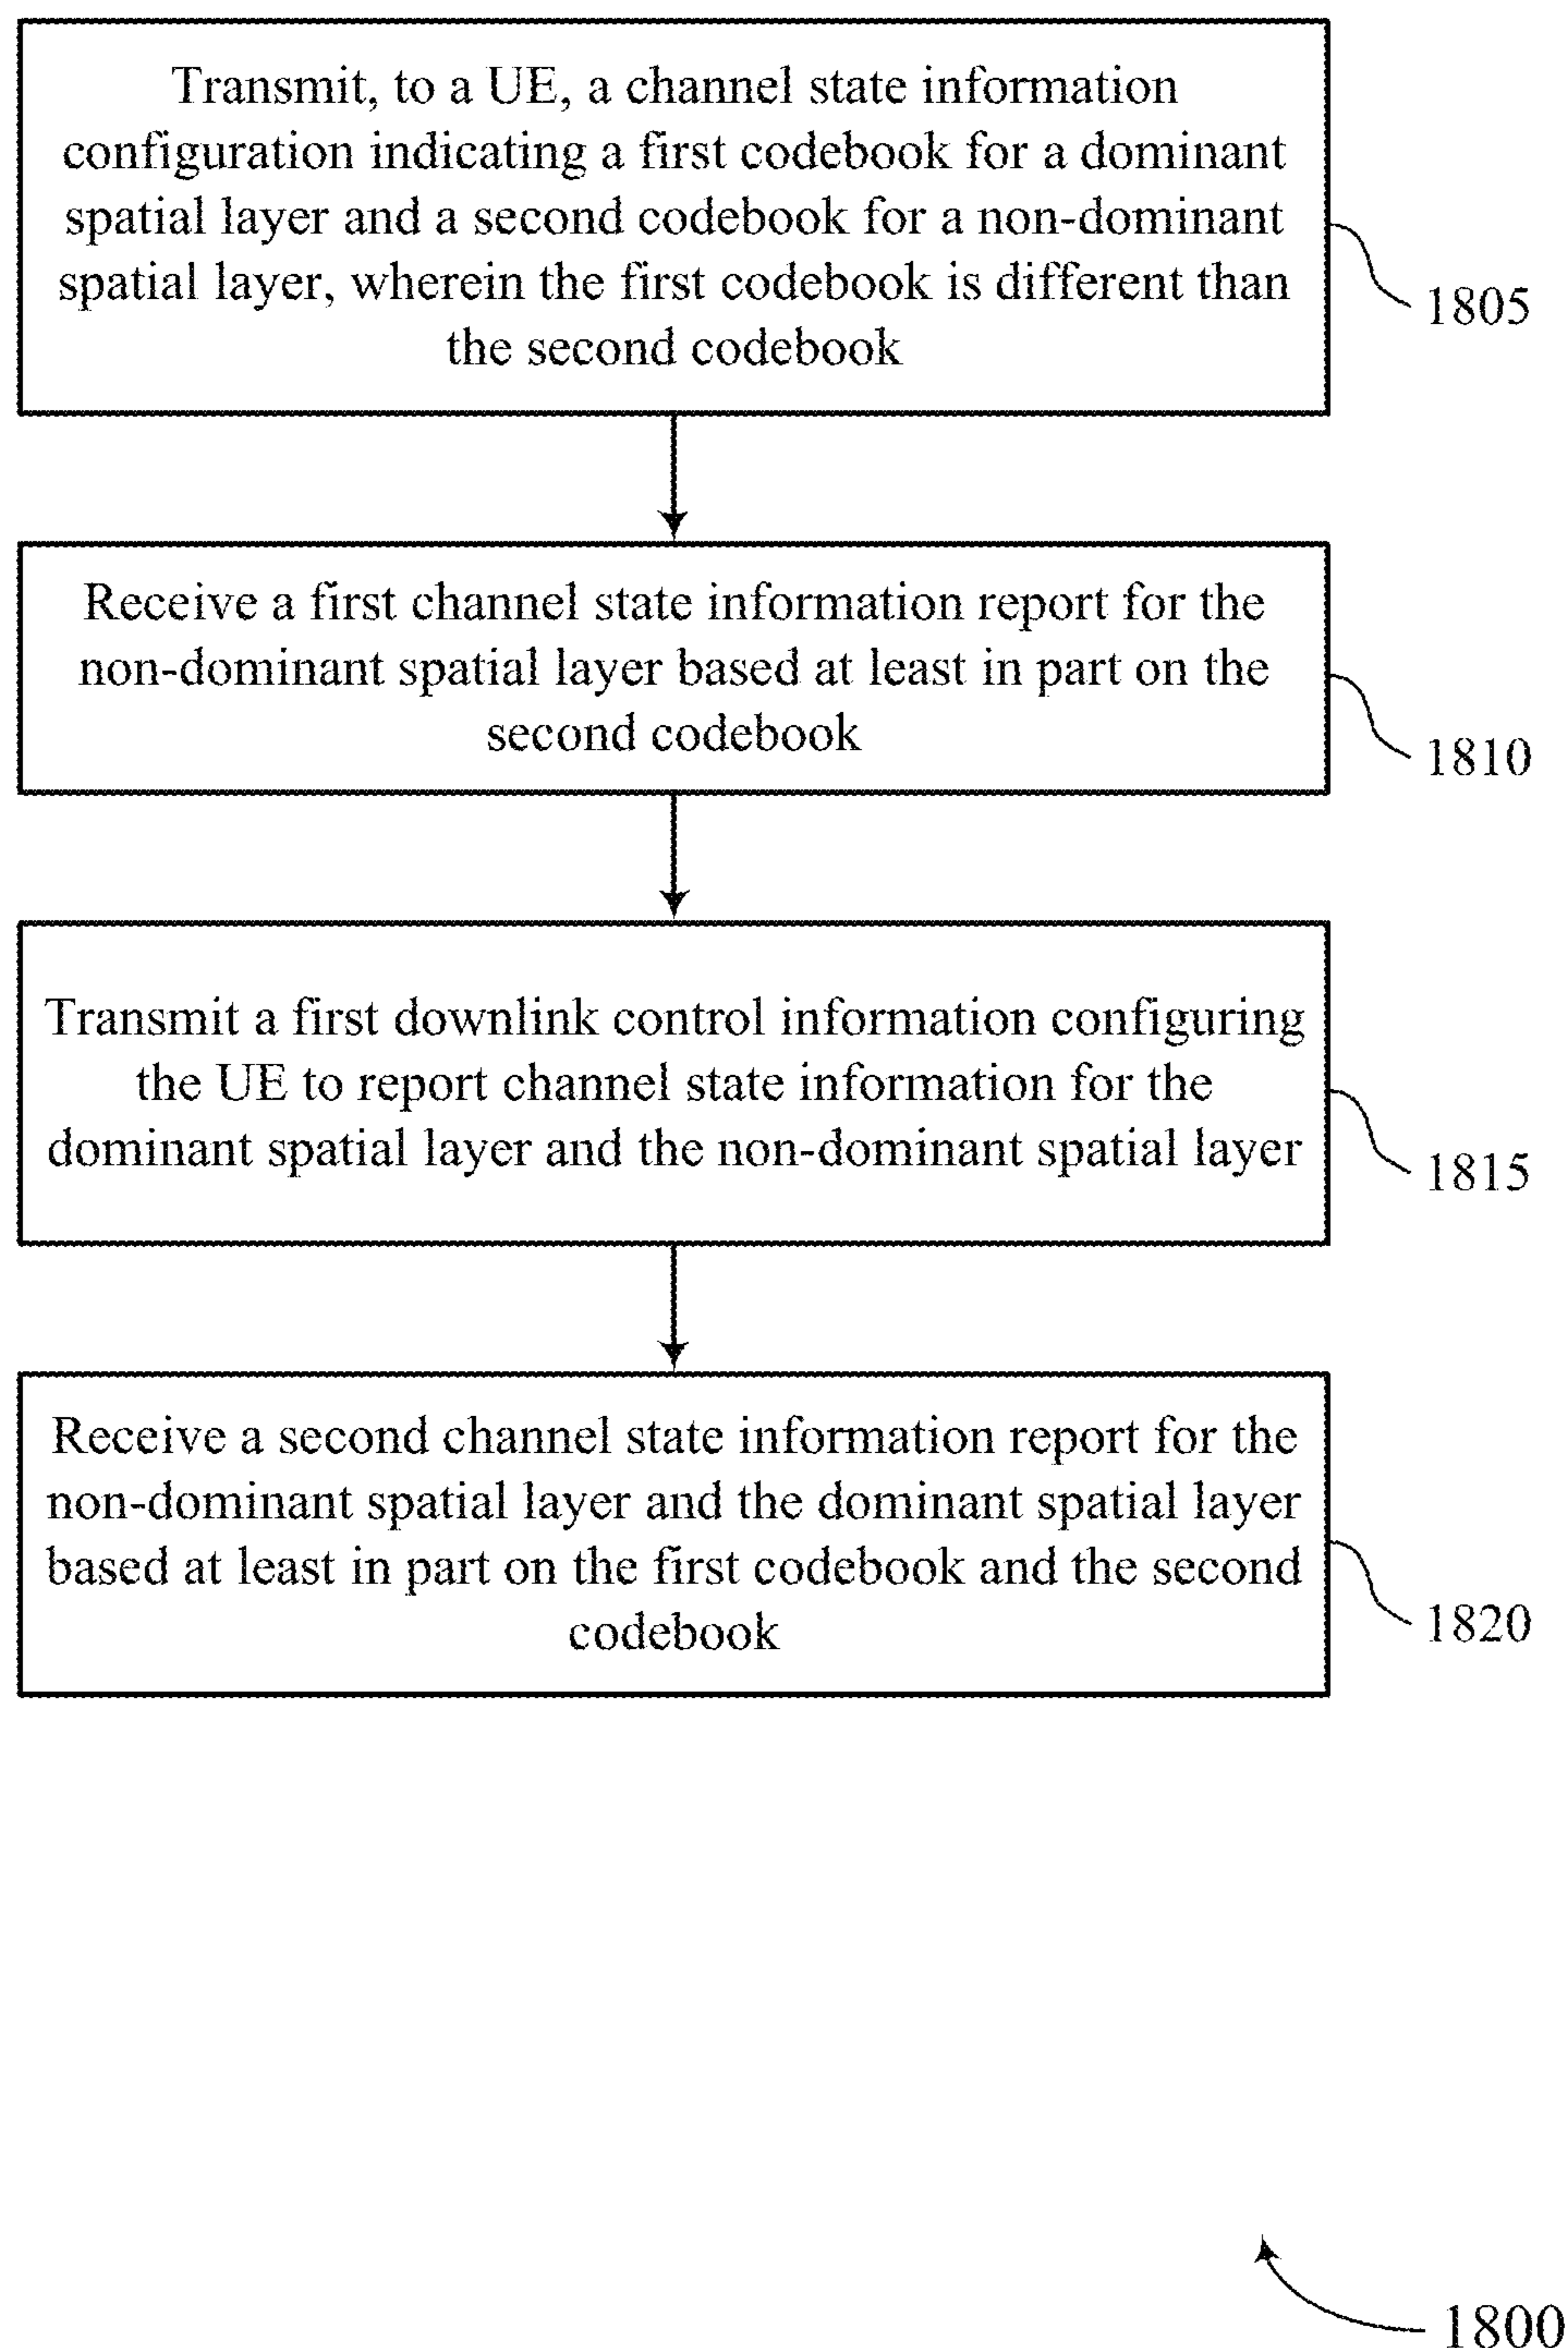 Transmit, to a UE, a channel state information
configuration indicating a first codebook for a dominant
spatial layer and a second codebook for a non-dominant
spatial layer, wherein the first codebook is different than
the second codebook
1805
Receive a first channel state information report for the
non-dominant spatial layer based at least in part on the
second codebook
1810
Transmit a first downlink control information configuring
the UE to report channel state information for the
dominant spatial layer and the non-dominant spatial layer
1815
Receive a second channel state information report for the
non-dominant spatial layer and the dominant spatial layer
based at least in part on the first codebook and the second
codebook
1820
1800